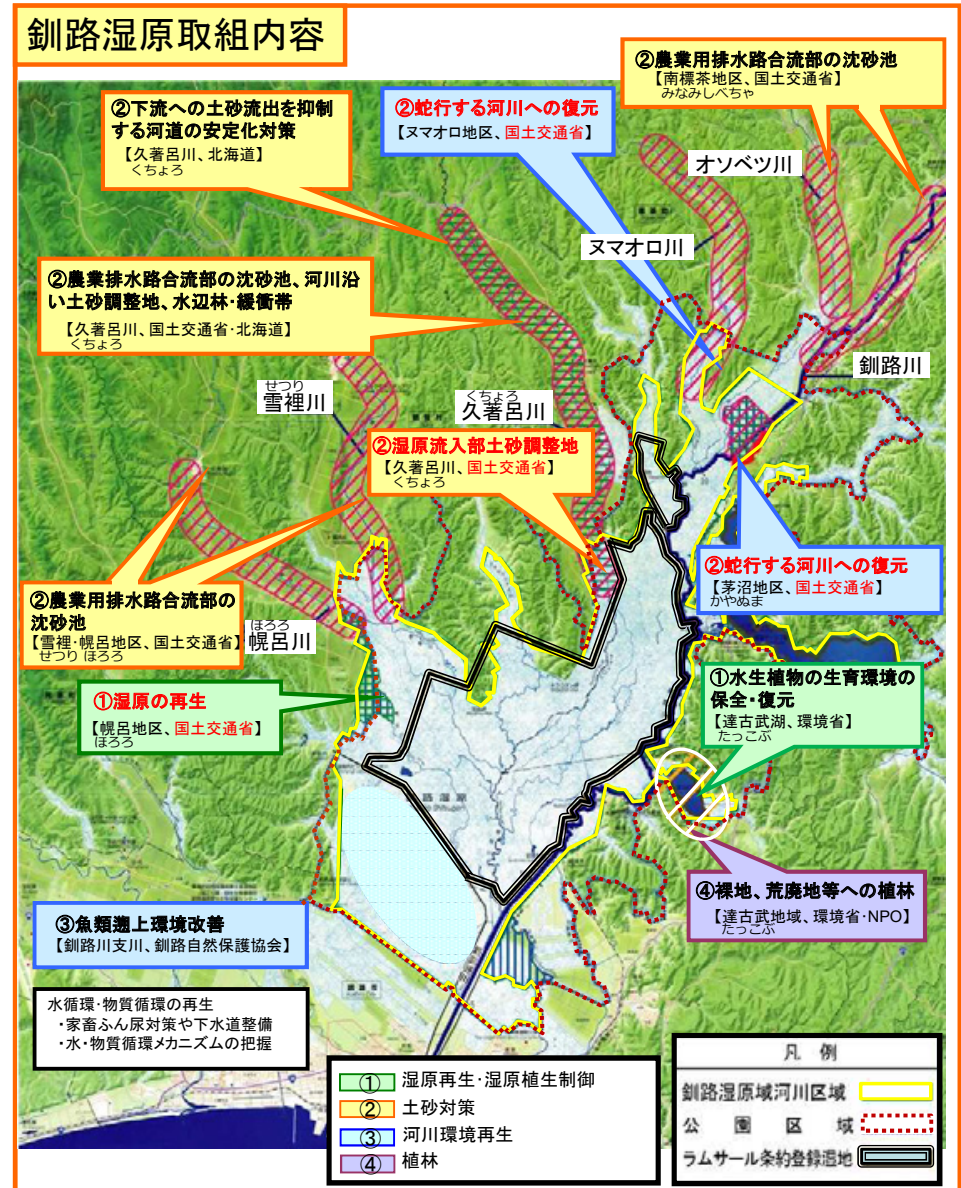 釧路湿原取組内容
②農業用排水路合流部の沈砂池
【南標茶地区、国土交通省】
みなみしべちゃ
②下流への土砂流出を抑制
する河道の安定化対策
【久著呂川、北海道】
くちょろ
②蛇行する河川への復元
【ヌマオロ地区、国土交通省】
オソベツ川
ヌマオロ川
②農業排水路合流部の沈砂池、河川沿
い土砂調整地、水辺林・緩衝帯
【久著呂川、国土交通省・北海道】
くちょろ
釧路川
せつり
雪裡川
くちょろ
久著呂川
②湿原流入部土砂調整地
【久著呂川、国土交通省】
くちょろ
②蛇行する河川への復元
【茅沼地区、国土交通省】
かやぬま
②農業用排水路合流部の
沈砂池
【雪裡・幌呂地区、国土交通省】
せつり ほろろ
ほろろ
幌呂川
①水生植物の生育環境の
保全・復元
【達古武湖、環境省】
たっこぶ
①湿原の再生
【幌呂地区、国土交通省】
ほろろ
④裸地、荒廃地等への植林
【達古武地域、環境省・NPO】
たっこぶ
③魚類遡上環境改善
【釧路川支川、釧路自然保護協会】
水循環・物質循環の再生
・家畜ふん尿対策や下水道整備
・水・物質循環メカニズムの把握
① 湿原再生・湿原植生制御
② 土砂対策
③ 河川環境再生
④ 植林
凡 例
釧路湿原域河川区域
公園区域
ラムサール条約登録湿地